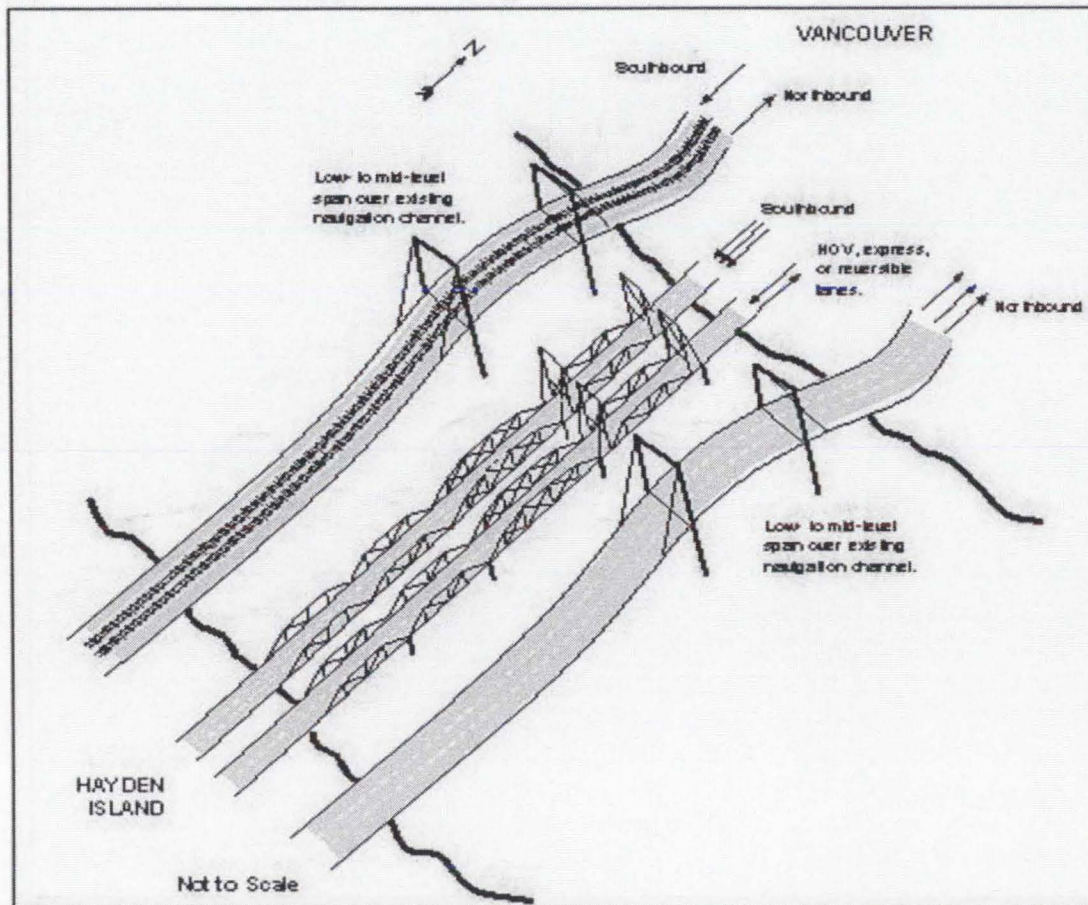 VANCOUVER
N
Southbound
Northbound
Low- to mid-level
span over existing
navigation channel.
Southbound
HOV, express,
or reversible
lanes.
Northbound
Low- to mid-level
span over existing
navigation channel.
HAYDEN
ISLAND
Not to Scale